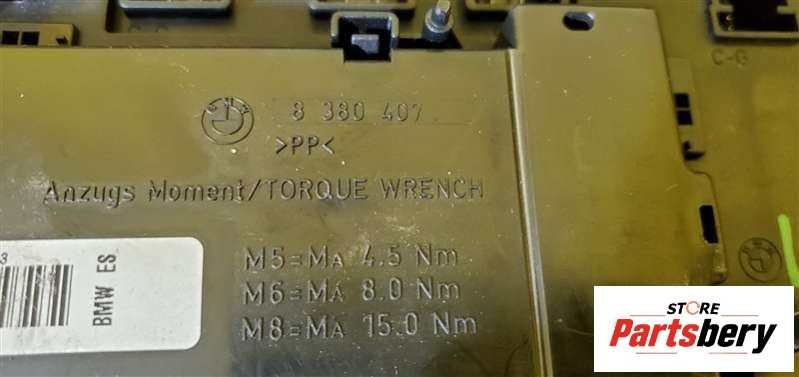 C-G
8 380 407
>PP<
Anzugs Moment/TORQUE WRENCH
3
BMW ES
M5=MA 4.5 Nm
M6=MA 8.0 Nm
M8=MA 15.0 Nm
STORE
Partsbery